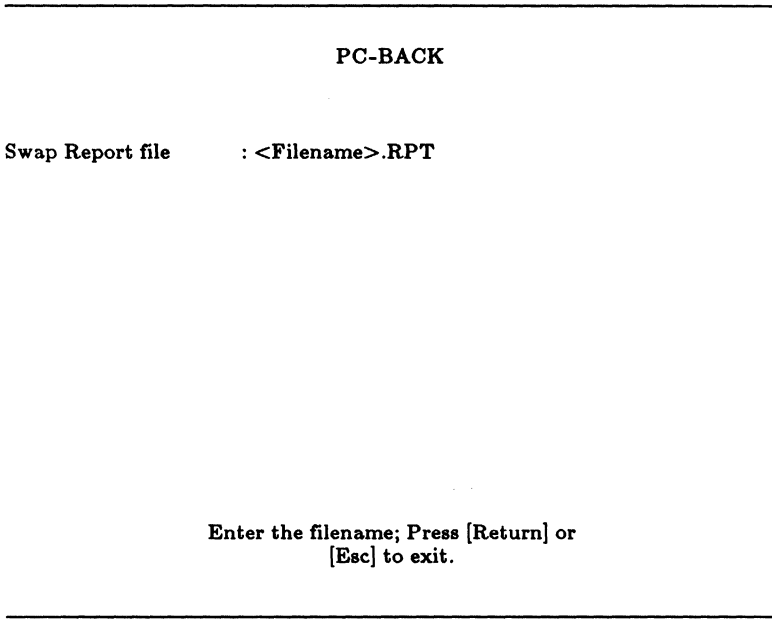 PC-BACK
Swap Report file : <Filename>.RPT
Enter the filename; Press [Return] or
[Esc] to exit.